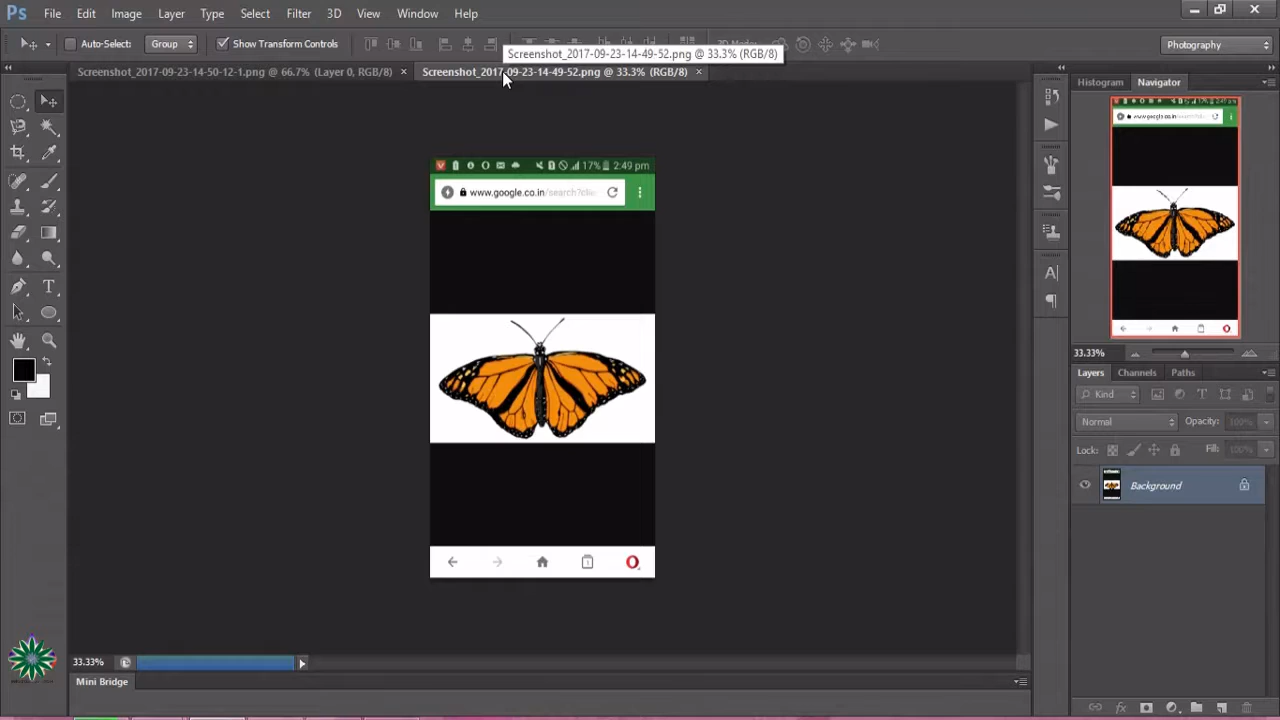 Ps File Edit Image Layer Type Select Filter 3D View Window Help
Auto-Select: Group Show Transform Controls Photography
Screenshot_2017-09-23-14-49-52.png @ 33.3% (RGB/8)
Screenshot_2017-09-23-14-50-12-1.png @ 66.7% (Layer 0, RGB/8) × Screenshot_2017-09-23-14-49-52.png @ 33.3% (RGB/8) ×
Histogram Navigator
17% 2:49 pm
www.google.co.in/search?clie
33.33%
Layers Channels Paths
Kind
Normal Opacity: 100%
Lock: Fill: 100%
Background
33.33%
Mini Bridge